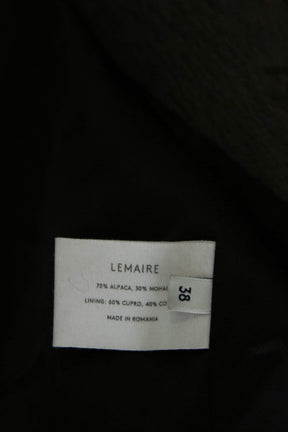 LEMAIRE
70% ALPACA, 30% MOHAI
LINING: 60% CUPRO, 40% CO
MADE IN ROMANIA
38